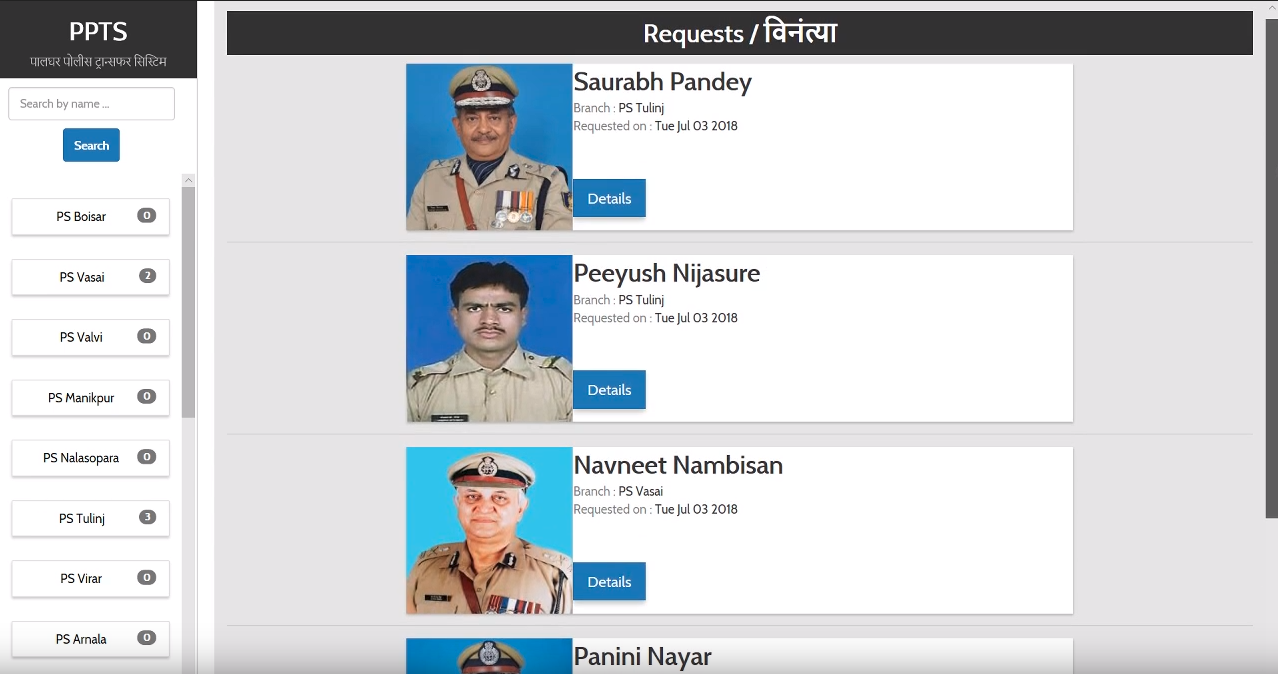 PPTS
पालघर पोलीस ट्रान्सफर सिस्टिम
Search by name ...
Search
PS Boisar 0
PS Vasai 2
PS Valvi 0
PS Manikpur 0
PS Nalasopara 0
PS Tulinj 3
PS Virar 0
PS Arnala 0
Requests / विनंत्या
Saurabh Pandey
Branch : PS Tulinj
Requested on : Tue Jul 03 2018
Details
Peeyush Nijasure
Branch : PS Tulinj
Requested on : Tue Jul 03 2018
Details
Navneet Nambisan
Branch : PS Vasai
Requested on : Tue Jul 03 2018
Details
Panini Nayar